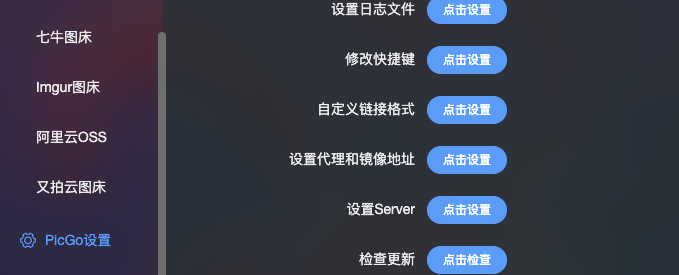 七牛图床
Imgur图床
阿里云OSS
又拍云图床
PicGo设置
设置日志文件 点击设置
修改快捷键 点击设置
自定义链接格式 点击设置
设置代理和镜像地址 点击设置
设置Server 点击设置
检查更新 点击检查